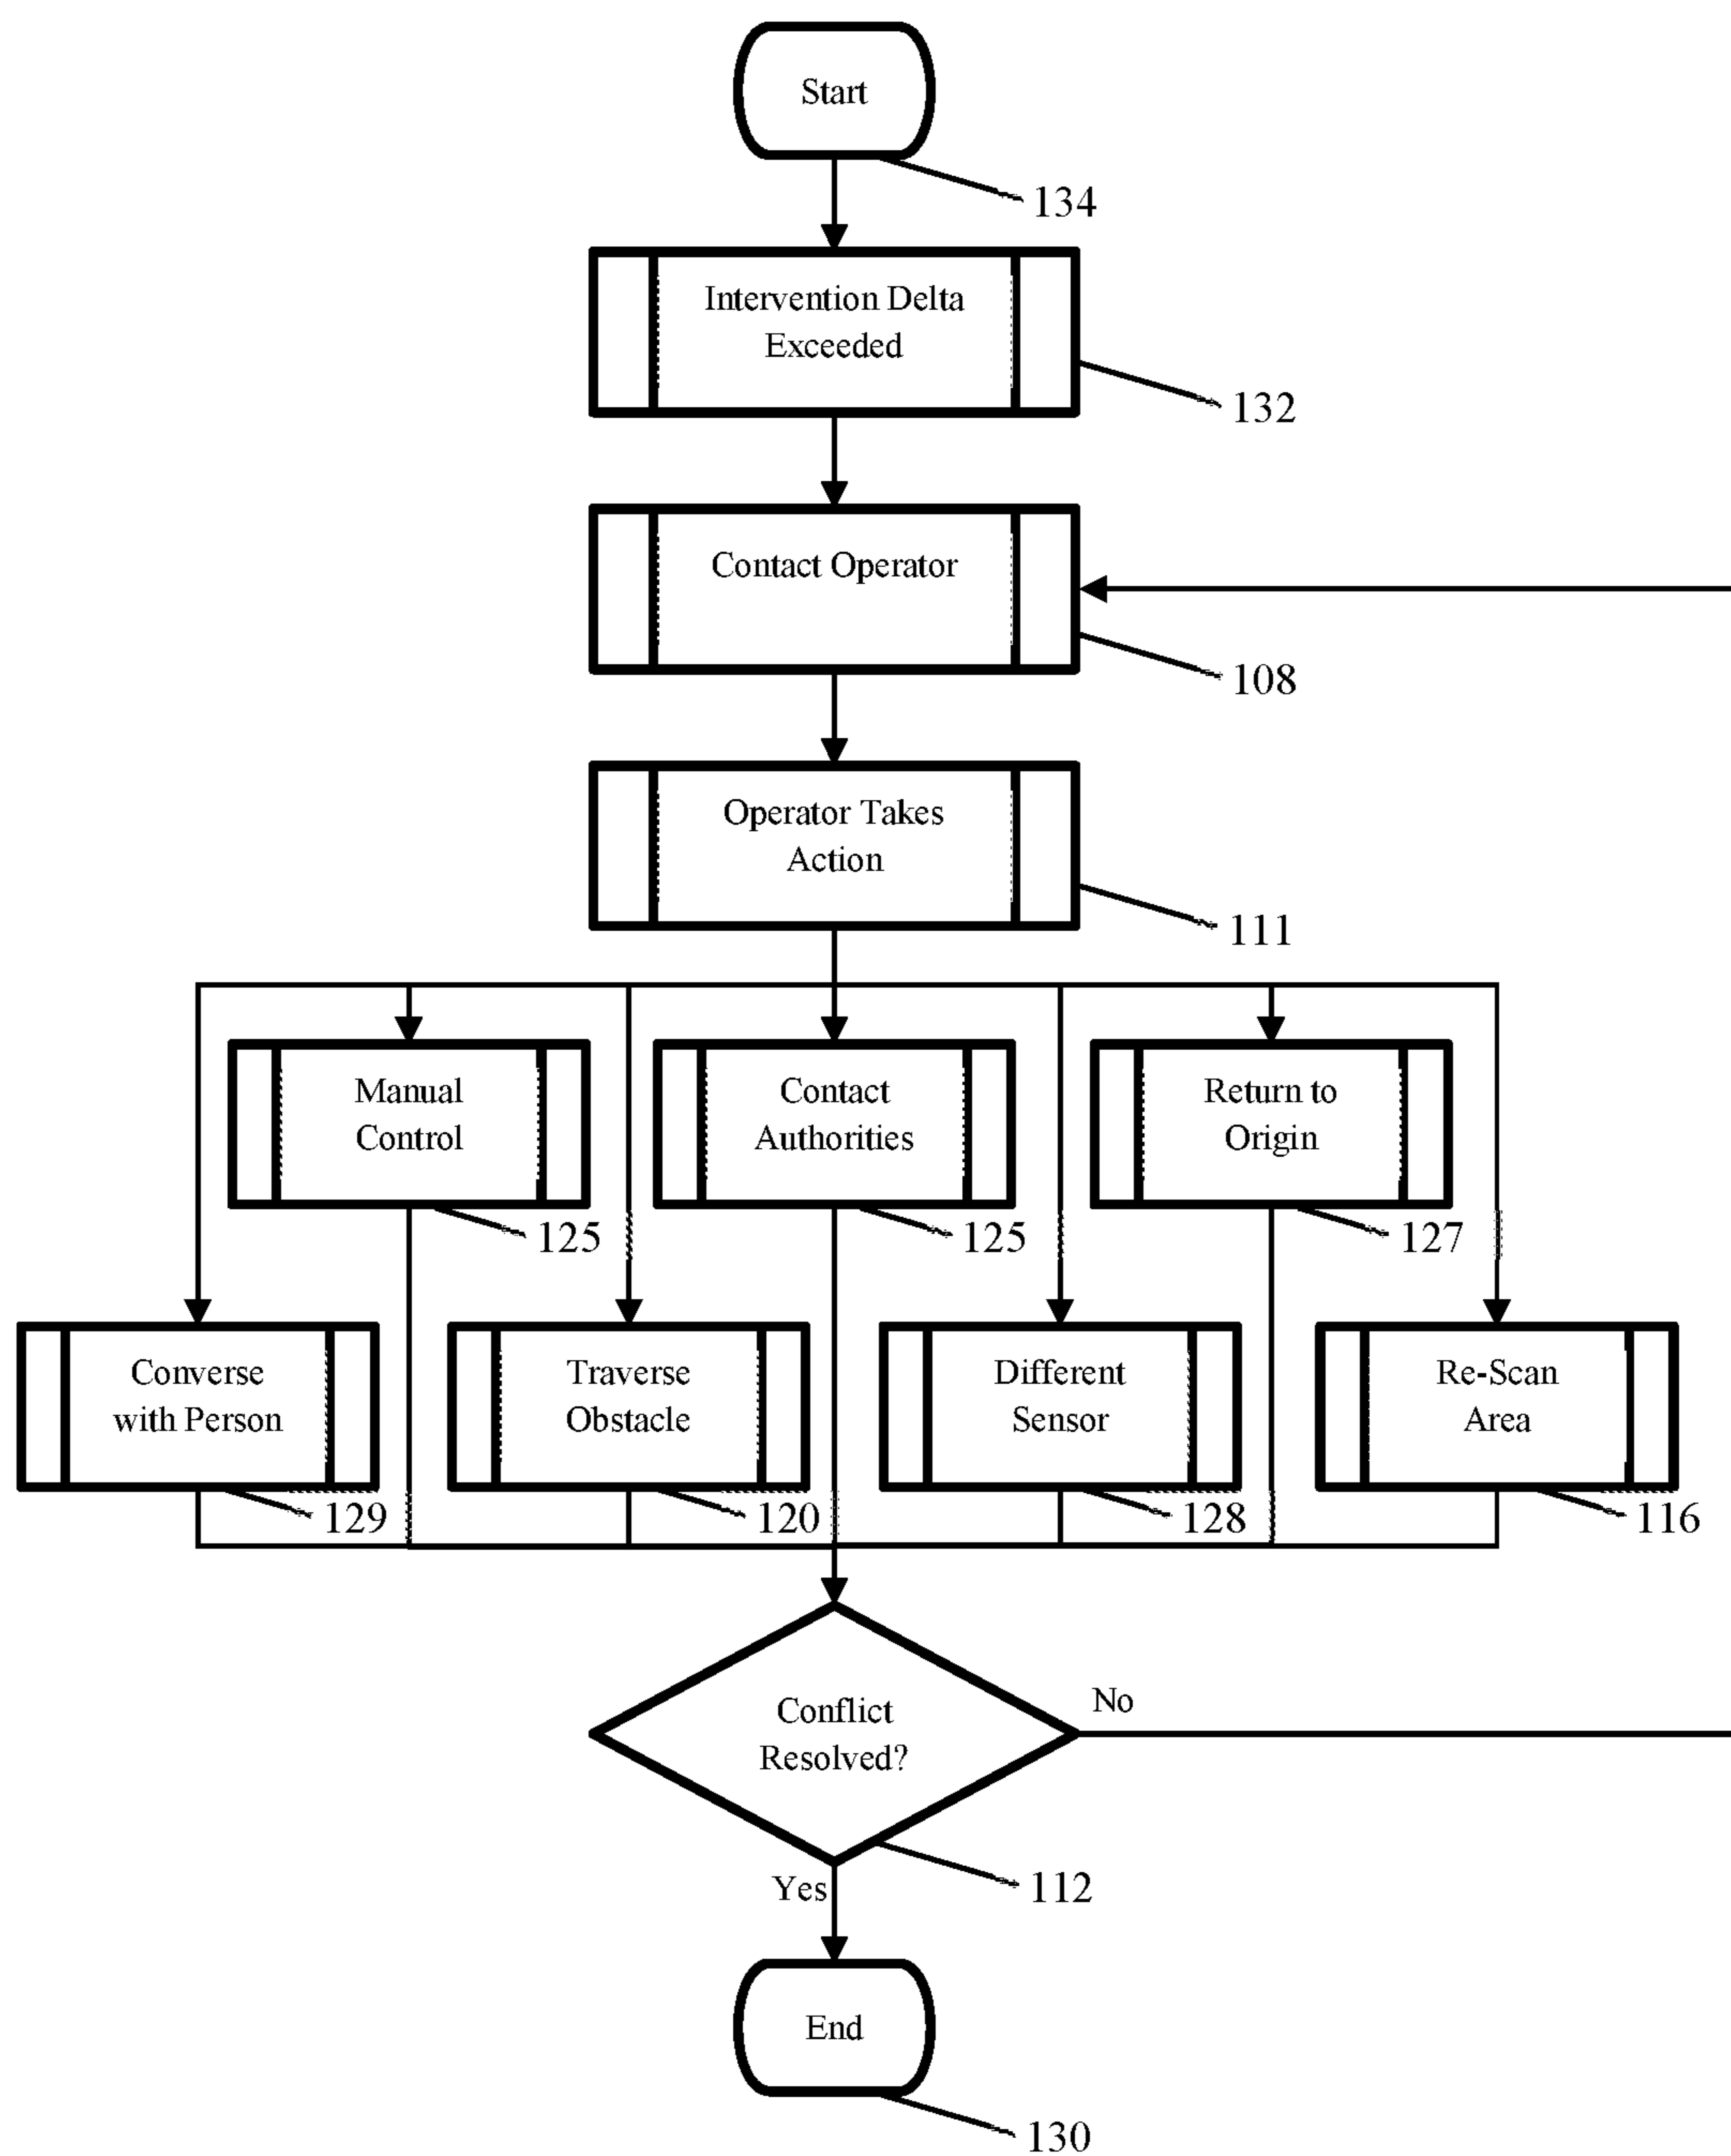 Start
134
Intervention Delta
Exceeded
132
Contact Operator
108
Operator Takes
Action
111
Manual
Control
125
Contact
Authorities
125
Return to
Origin
127
Converse
with Person
129
Traverse
Obstacle
120
Different
Sensor
128
Re-Scan
Area
116
Conflict
Resolved?
No
112
Yes
End
130